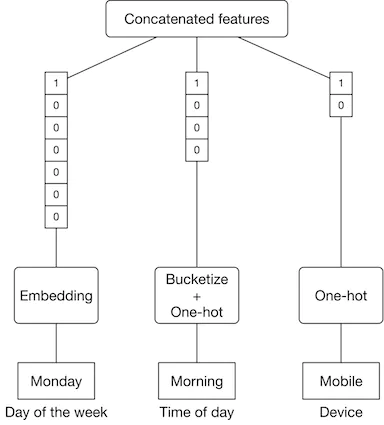 Concatenated features
1
0
0
0
0
0
0
1
0
0
0
1
0
Embedding
Bucketize
+
One-hot
One-hot
Monday
Morning
Mobile
Day of the week
Time of day
Device